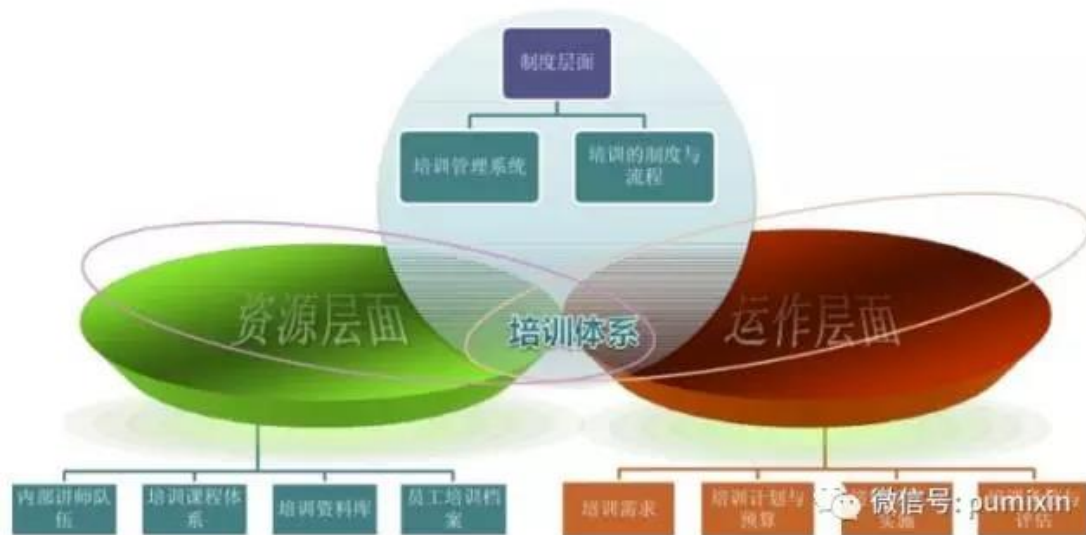 制度层面
培训管理系统
培训的制度与
流程
资源层面
培训体系
运作层面
内部讲师队
伍
培训课程体
系
培训资料库
员工培训档
案
培训需求
培训计划与
预算
实施
评估
微信号: pumixin